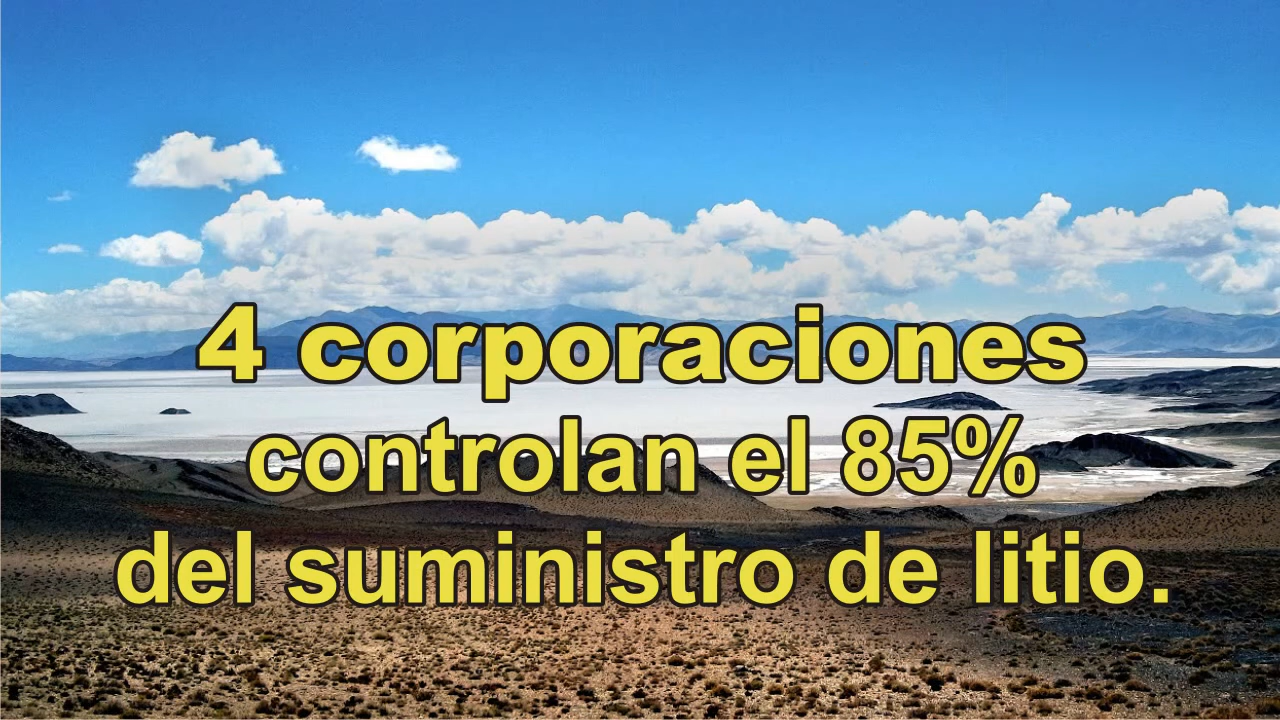 4 corporaciones
controlan el 85%
del suministro de litio.